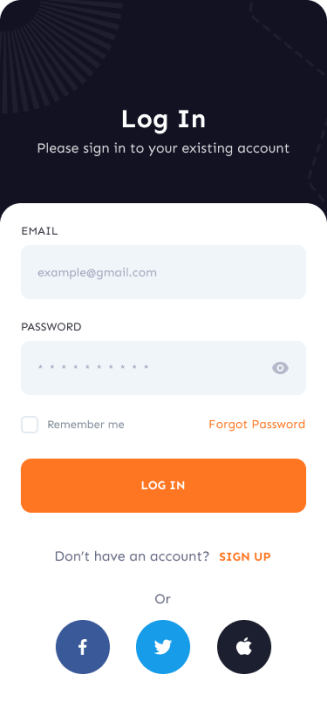 Log In
Please sign in to your existing account
EMAIL
example@gmail.com
PASSWORD
* * * * * * * * * *
Remember me Forgot Password
LOG IN
Don’t have an account? SIGN UP
Or